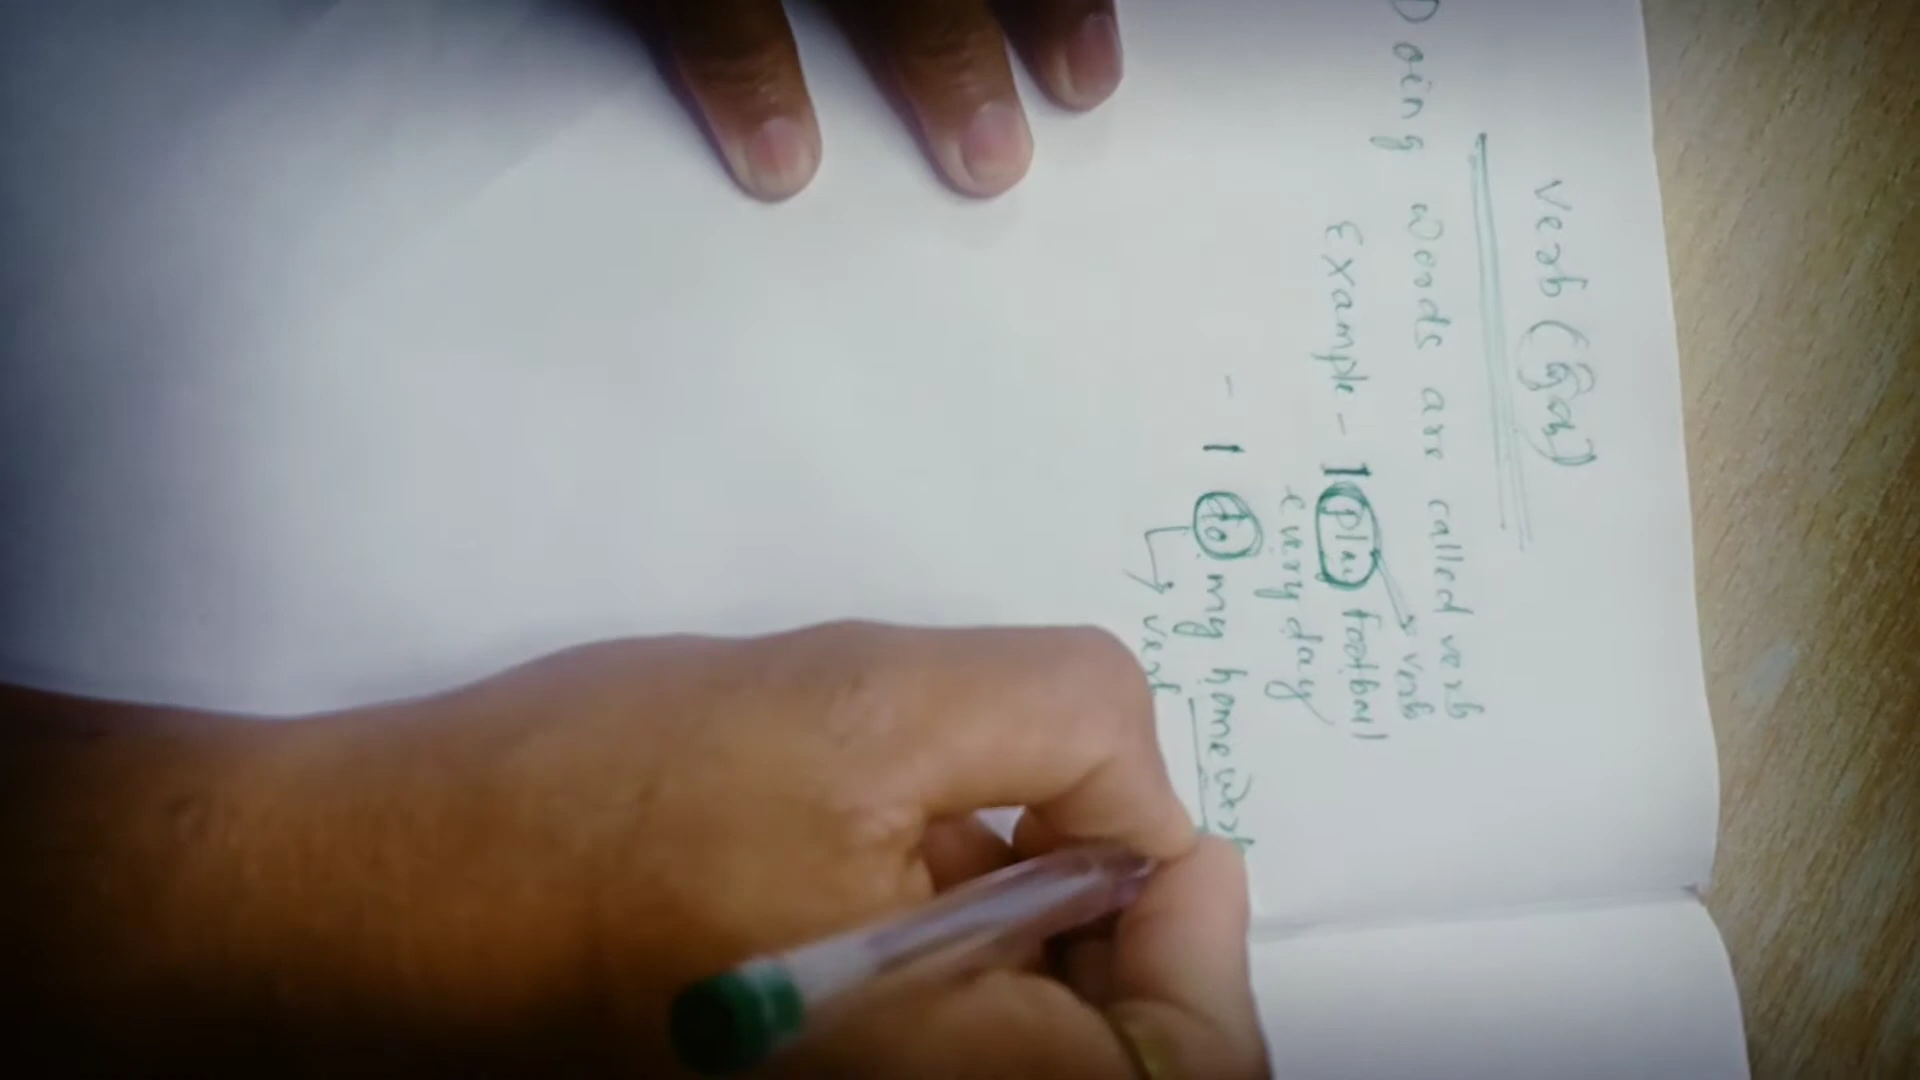 Verb
Doing words are called verb
Example - I play football
verb
every day
- I do my homework
verb